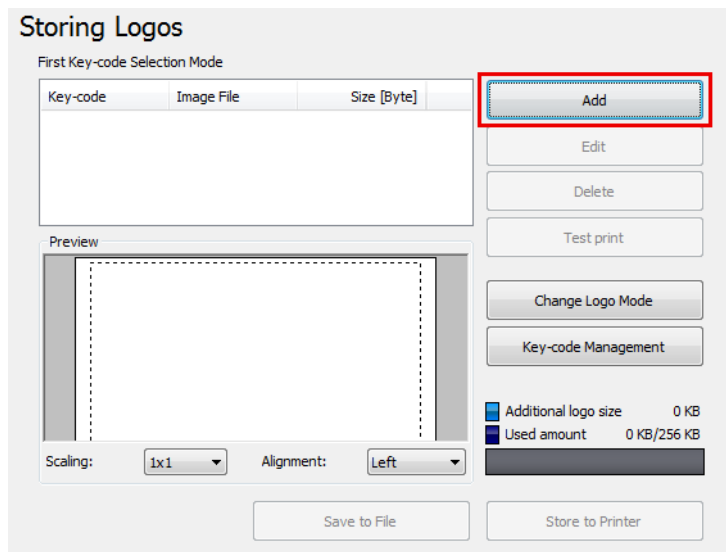 Storing Logos
First Key-code Selection Mode
Key-code Image File Size [Byte]
Add
Edit
Delete
Preview
Test print
Change Logo Mode
Key-code Management
Additional logo size 0 KB
Used amount 0 KB/256 KB
Scaling: 1x1 Alignment: Left
Save to File Store to Printer